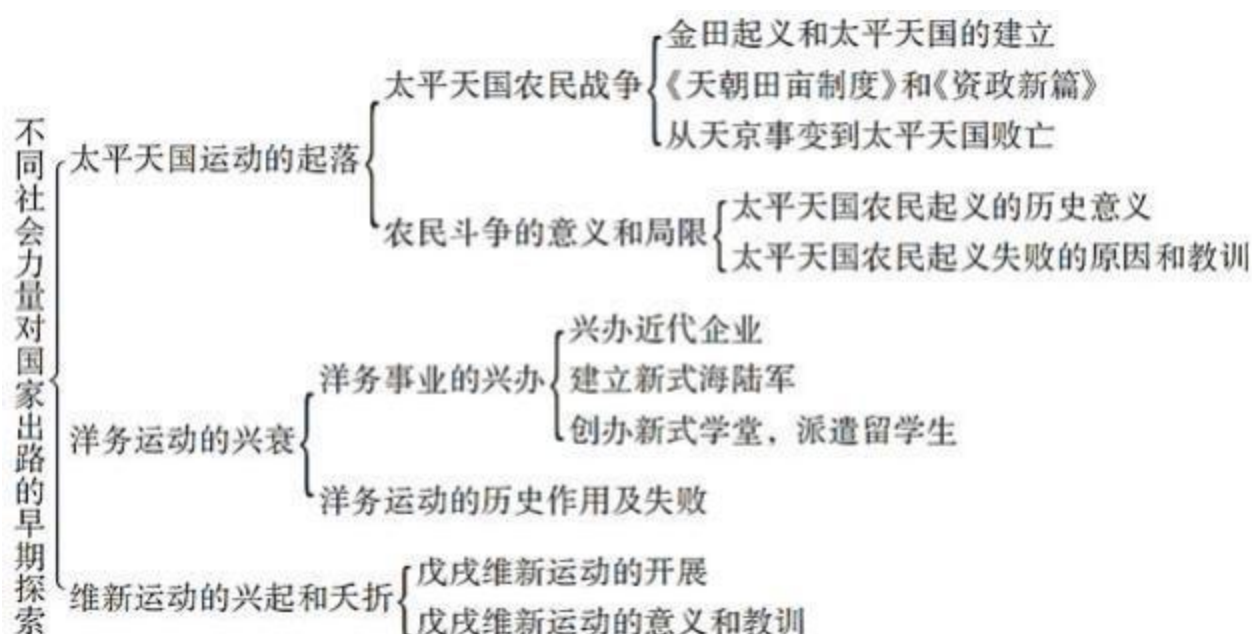 不同社会力量对国家出路的早期探索
太平天国运动的起落
太平天国农民战争
金田起义和太平天国的建立
《天朝田亩制度》和《资政新篇》
从天京事变到太平天国败亡
农民斗争的意义和局限
太平天国农民起义的历史意义
太平天国农民起义失败的原因和教训
洋务运动的兴衰
洋务事业的兴办
兴办近代企业
建立新式海陆军
创办新式学堂，派遣留学生
洋务运动的历史作用及失败
维新运动的兴起和夭折
戊戌维新运动的开展
戊戌维新运动的意义和教训